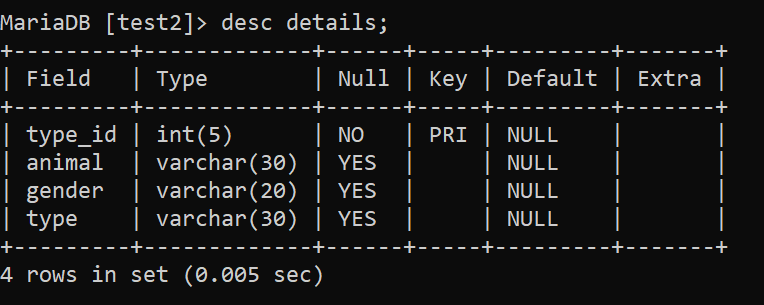 MariaDB [test2]> desc details;
+---------+-------------+------+-----+---------+-------+
| Field   | Type        | Null | Key | Default | Extra |
+---------+-------------+------+-----+---------+-------+
| type_id | int(5)      | NO   | PRI | NULL    |       |
| animal  | varchar(30) | YES  |     | NULL    |       |
| gender  | varchar(20) | YES  |     | NULL    |       |
| type    | varchar(30) | YES  |     | NULL    |       |
+---------+-------------+------+-----+---------+-------+
4 rows in set (0.005 sec)